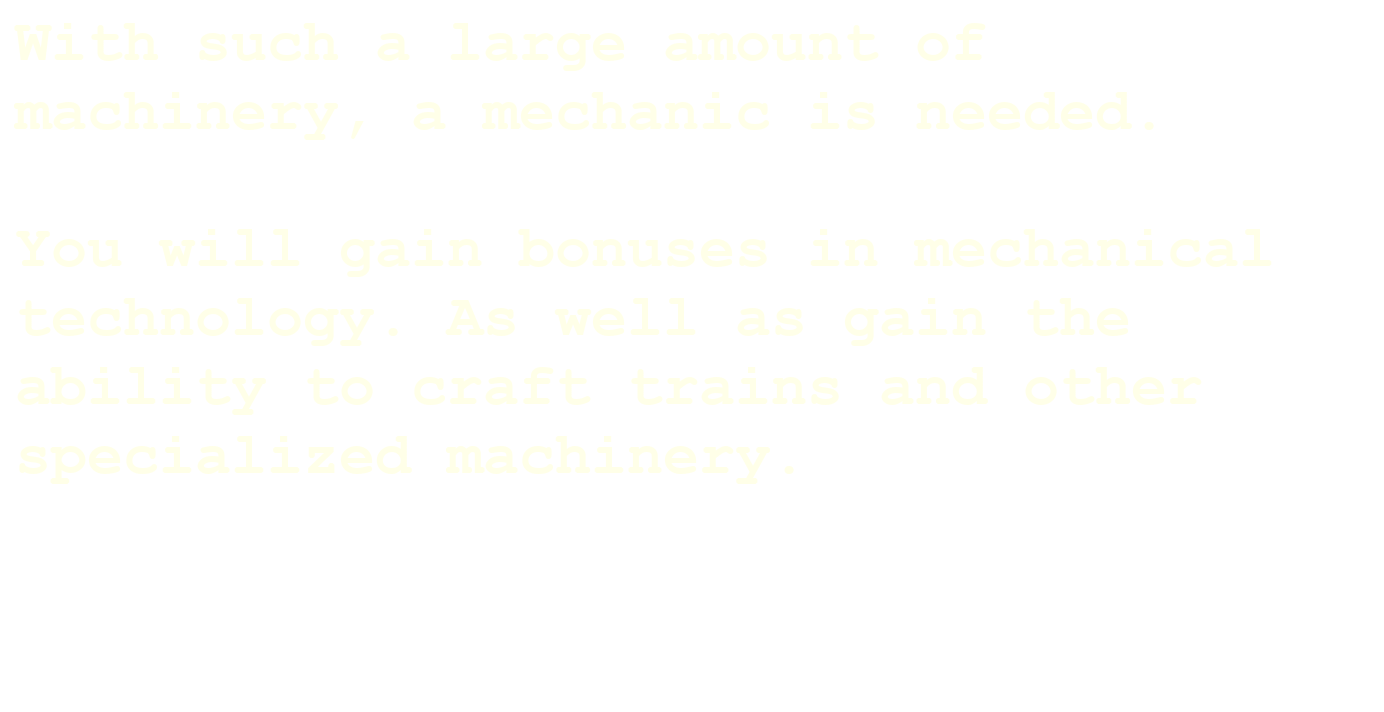 With such a large amount of
machinery, a mechanic is needed.
You will gain bonuses in mechanical
technology. As well as gain the
ability to craft trains and other
specialized machinery.